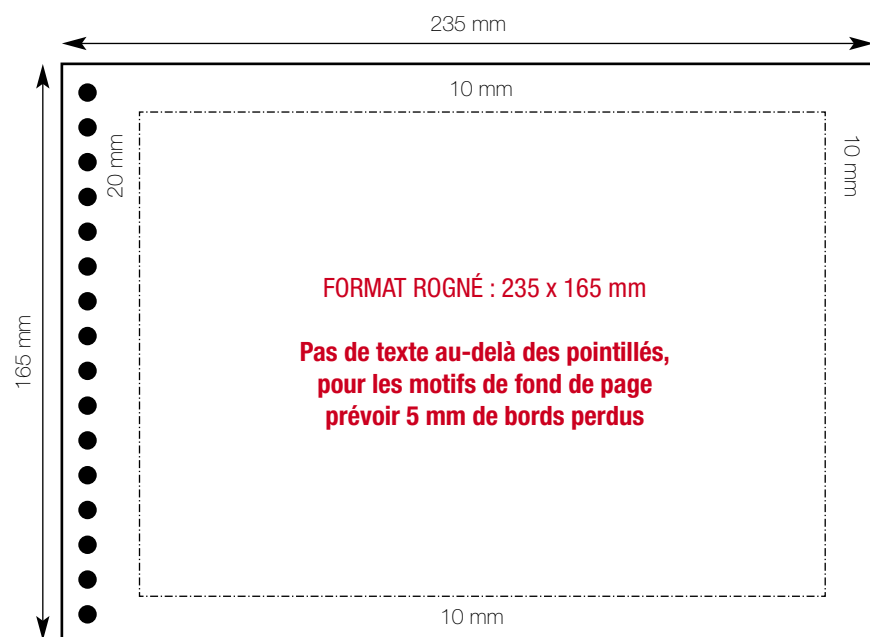 235 mm
10 mm
20 mm
10 mm
165 mm
FORMAT ROGNÉ : 235 x 165 mm
Pas de texte au-delà des pointillés,
pour les motifs de fond de page
prévoir 5 mm de bords perdus
10 mm